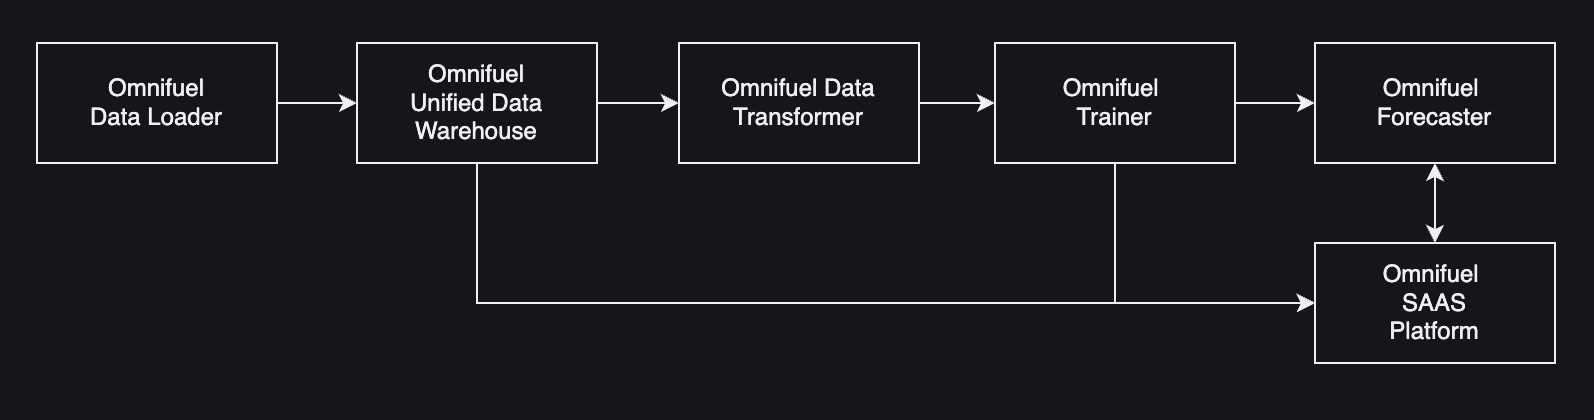 Omnifuel
Data Loader
Omnifuel
Unified Data
Warehouse
Omnifuel Data
Transformer
Omnifuel
Trainer
Omnifuel
Forecaster
Omnifuel
SAAS
Platform